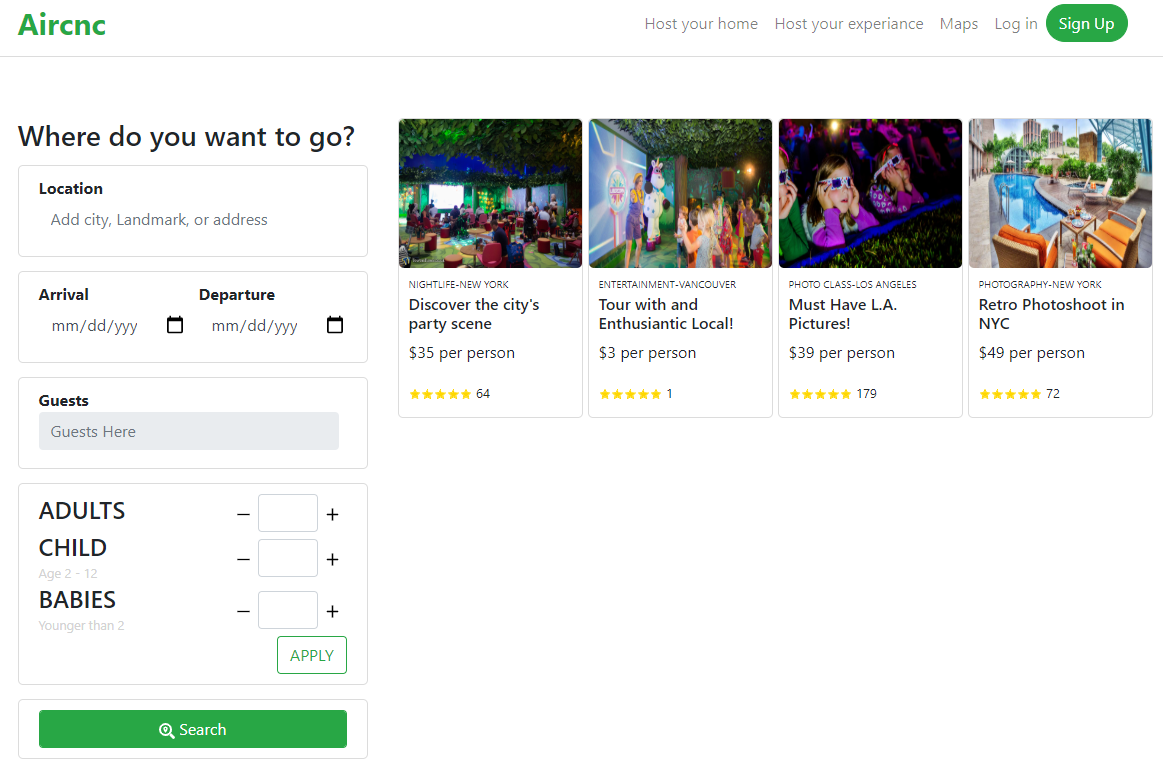 Aircnc
Host your home Host your experiance Maps Log in Sign Up
Where do you want to go?
Location
Add city, Landmark, or address
Arrival Departure
mm/dd/yyy mm/dd/yyy
Guests
Guests Here
ADULTS
CHILD
Age 2 - 12
BABIES
Younger than 2
APPLY
Search
NIGHTLIFE-NEW YORK
Discover the city's
party scene
$35 per person
64
ENTERTAINMENT-VANCOUVER
Tour with and
Enthusiantic Local!
$3 per person
1
PHOTO CLASS-LOS ANGELES
Must Have L.A.
Pictures!
$39 per person
179
PHOTOGRAPHY-NEW YORK
Retro Photoshoot in
NYC
$49 per person
72